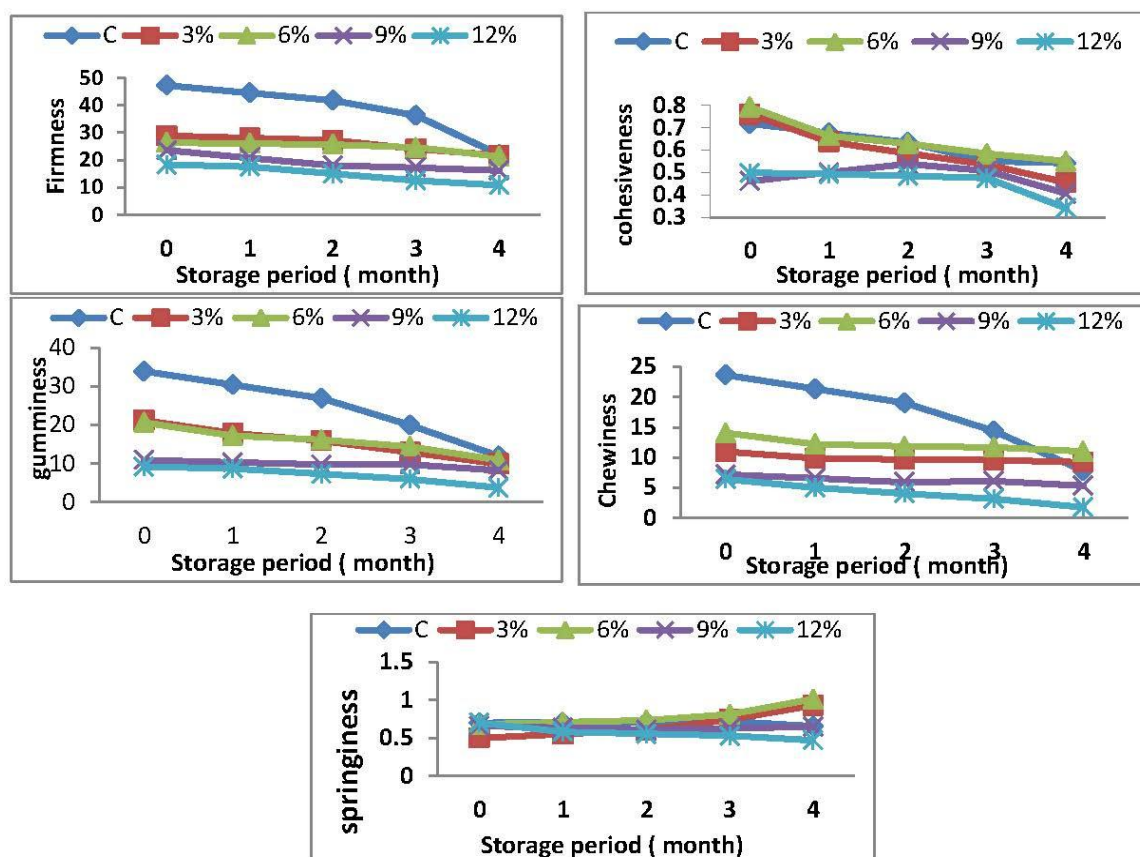 C 3% 6% 9% 12%
Firmness
50
40
30
20
10
0
0 1 2 3 4
Storage period ( month)
C 3% 6% 9% 12%
cohesiveness
0.8
0.7
0.6
0.5
0.4
0.3
0 1 2 3 4
Storage period ( month)
C 3% 6% 9% 12%
gumminess
40
30
20
10
0
0 1 2 3 4
Storage period ( month)
C 3% 6% 9% 12%
Chewiness
25
20
15
10
5
0
0 1 2 3 4
Storage period ( month)
C 3% 6% 9% 12%
springiness
1.5
1
0.5
0
0 1 2 3 4
Storage period ( month)